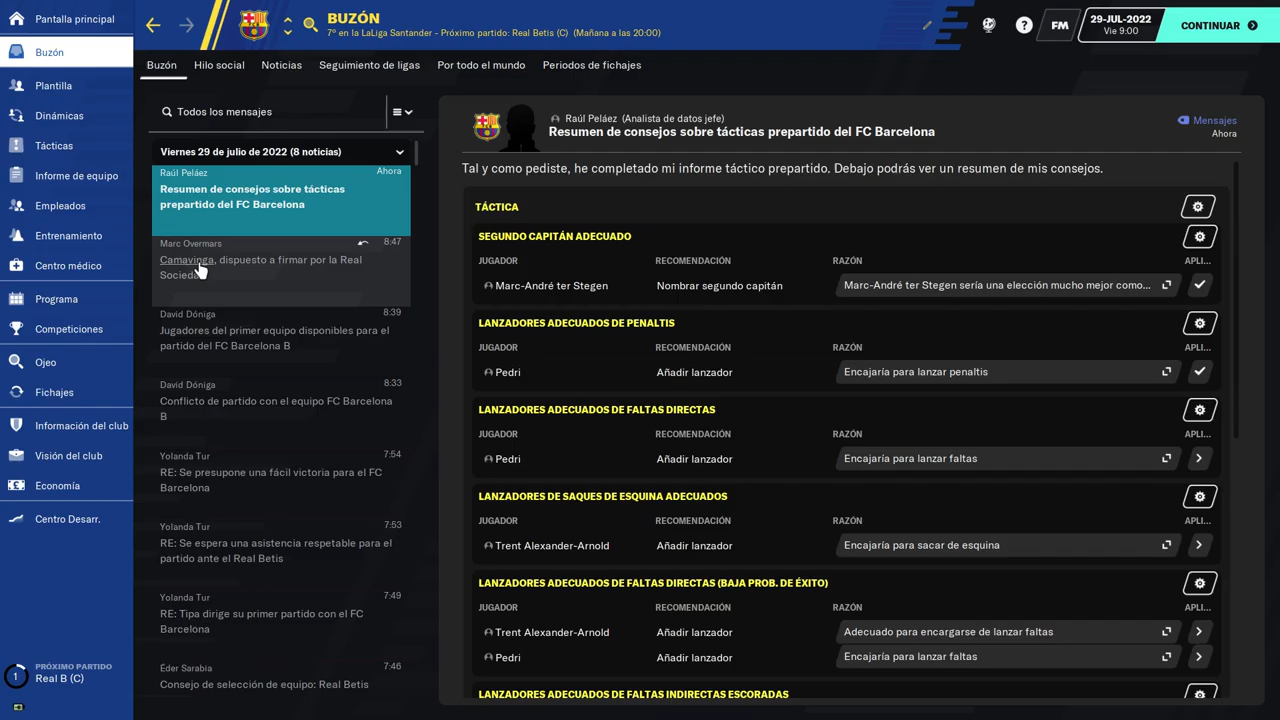 Pantalla principal
BUZÓN
7º en la LaLiga Santander - Próximo partido: Real Betis (C) (Mañana a las 20:00)
?
FM
29-JUL-2022
Vie 9:00
CONTINUAR
Buzón
Plantilla
Dinámicas
Tácticas
Informe de equipo
Empleados
Entrenamiento
Centro médico
Programa
Competiciones
Ojeo
Fichajes
Información del club
Visión del club
Economía
Centro Desarr.
1
PRÓXIMO PARTIDO
Real B (C)
Buzón
Hilo social
Noticias
Seguimiento de ligas
Por todo el mundo
Periodos de fichajes
Todos los mensajes
Viernes 29 de julio de 2022 (8 noticias)
Raúl Peláez
Ahora
Resumen de consejos sobre tácticas
prepartido del FC Barcelona
Marc Overmars
8:47
Camavinga, dispuesto a firmar por la Real
Socieda
David Dóniga
8:39
Jugadores del primer equipo disponibles para el
partido del FC Barcelona B
David Dóniga
8:33
Conflicto de partido con el equipo FC Barcelona
B
Yolanda Tur
7:54
RE: Se presupone una fácil victoria para el FC
Barcelona
Yolanda Tur
7:53
RE: Se espera una asistencia respetable para el
partido ante el Real Betis
Yolanda Tur
7:49
RE: Tipa dirige su primer partido con el FC
Barcelona
Éder Sarabia
7:46
Consejo de selección de equipo: Real Betis
Raúl Peláez (Analista de datos jefe)
Resumen de consejos sobre tácticas prepartido del FC Barcelona
Mensajes
Ahora
Tal y como pediste, he completado mi informe táctico prepartido. Debajo podrás ver un resumen de mis consejos.
TÁCTICA
SEGUNDO CAPITÁN ADECUADO
JUGADOR RECOMENDACIÓN RAZÓN APLI...
Marc-André ter Stegen Nombrar segundo capitán Marc-André ter Stegen sería una elección mucho mejor como...
LANZADORES ADECUADOS DE PENALTIS
JUGADOR RECOMENDACIÓN RAZÓN APLI...
Pedri Añadir lanzador Encajaría para lanzar penaltis
LANZADORES ADECUADOS DE FALTAS DIRECTAS
JUGADOR RECOMENDACIÓN RAZÓN APLI...
Pedri Añadir lanzador Encajaría para lanzar faltas
LANZADORES DE SAQUES DE ESQUINA ADECUADOS
JUGADOR RECOMENDACIÓN RAZÓN APLI...
Trent Alexander-Arnold Añadir lanzador Encajaría para sacar de esquina
LANZADORES ADECUADOS DE FALTAS DIRECTAS (BAJA PROB. DE ÉXITO)
JUGADOR RECOMENDACIÓN RAZÓN APLI...
Trent Alexander-Arnold Añadir lanzador Adecuado para encargarse de lanzar faltas
Pedri Añadir lanzador Encajaría para lanzar faltas
LANZADORES ADECUADOS DE FALTAS INDIRECTAS ESCORADAS